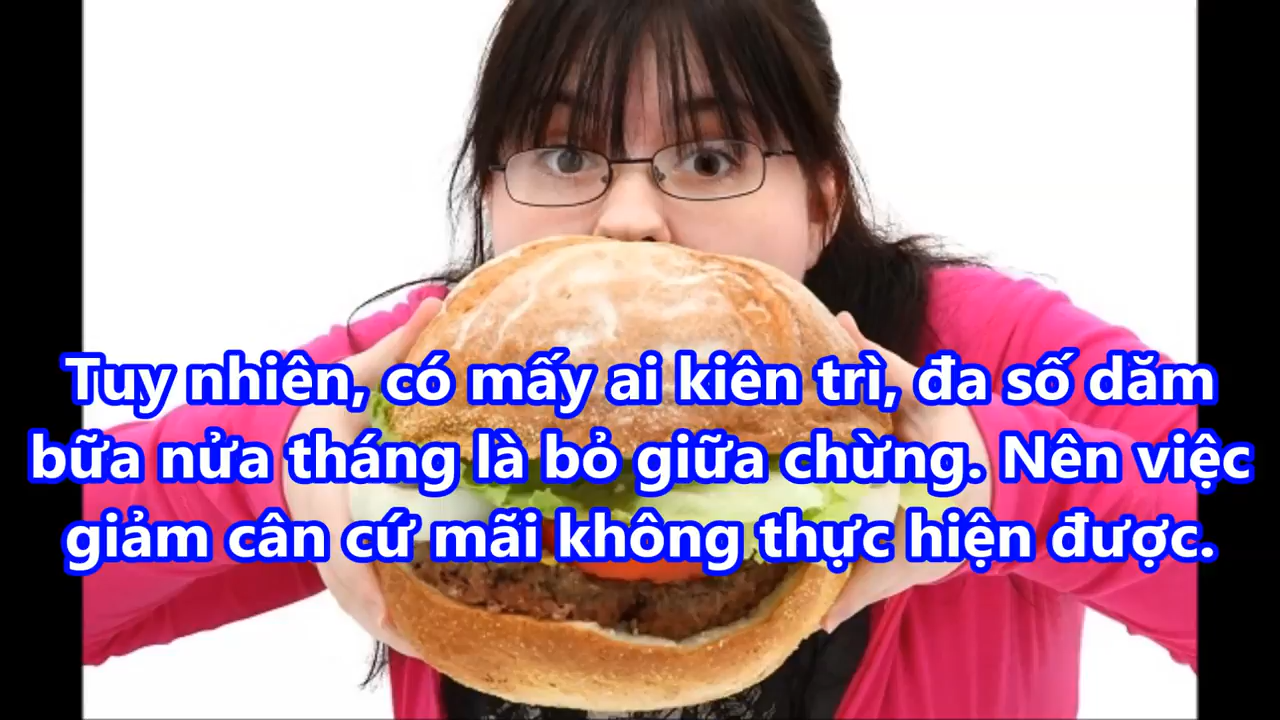 Tuy nhiên, có mấy ai kiên trì, đa số dăm
bữa nửa tháng là bỏ giữa chừng. Nên việc
giảm cân cứ mãi không thực hiện được.